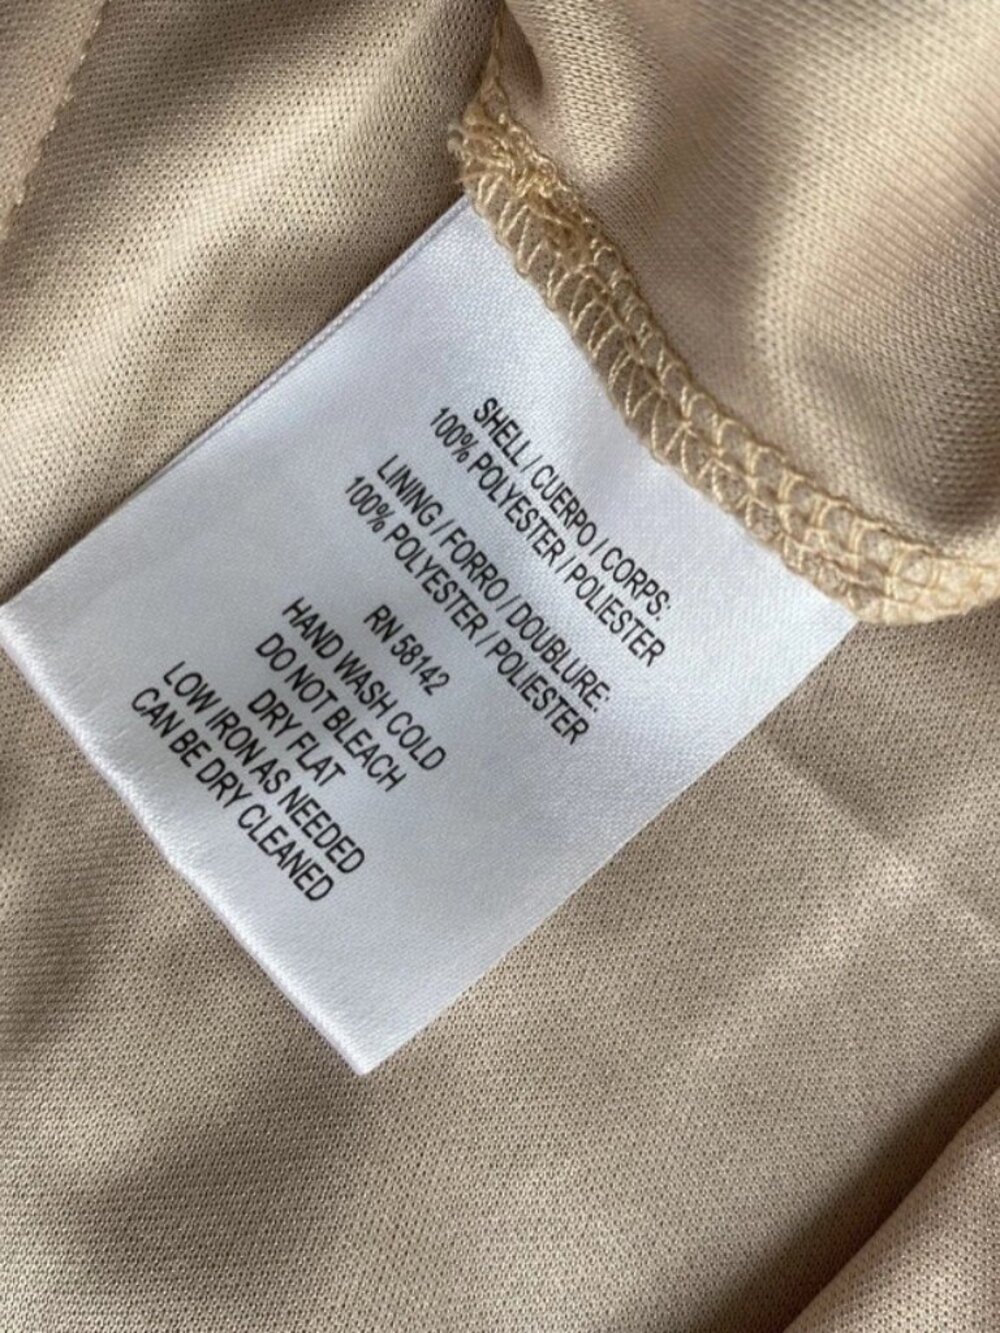 SHELL / CUERPO / CORPS:
100% POLYESTER / POLIESTER
LINING / FORRO / DOUBLURE:
100% POLYESTER / POLIESTER
RN 58142
HAND WASH COLD
DO NOT BLEACH
DRY FLAT
LOW IRON AS NEEDED
CAN BE DRY CLEANED